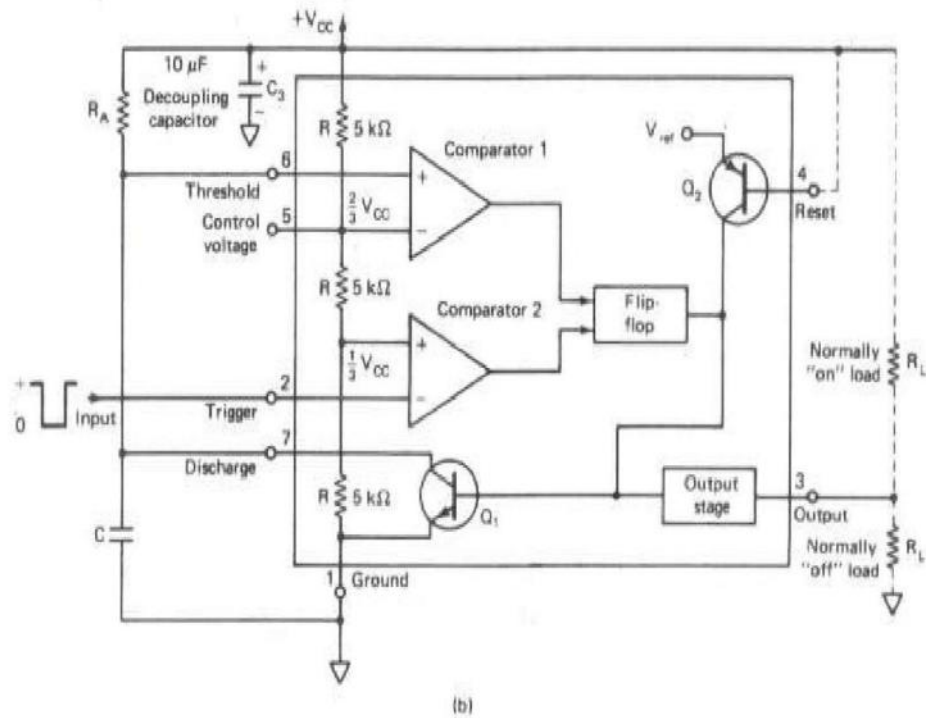 +V_CC
10 μF
Decoupling
capacitor
+
C_3
−
R_A
R
5 kΩ
Comparator 1
V_ref
6
Threshold
+
4
Q_2
Reset
Control
voltage
5
2/3 V_CC
−
R
5 kΩ
Comparator 2
Flip-
flop
+
1/3 V_CC
Normally
"on" load
R_L
+
0
Input
2
Trigger
−
7
Discharge
R
5 kΩ
Q_1
Output
stage
3
Output
C
1
Ground
Normally
"off" load
R_L
(b)